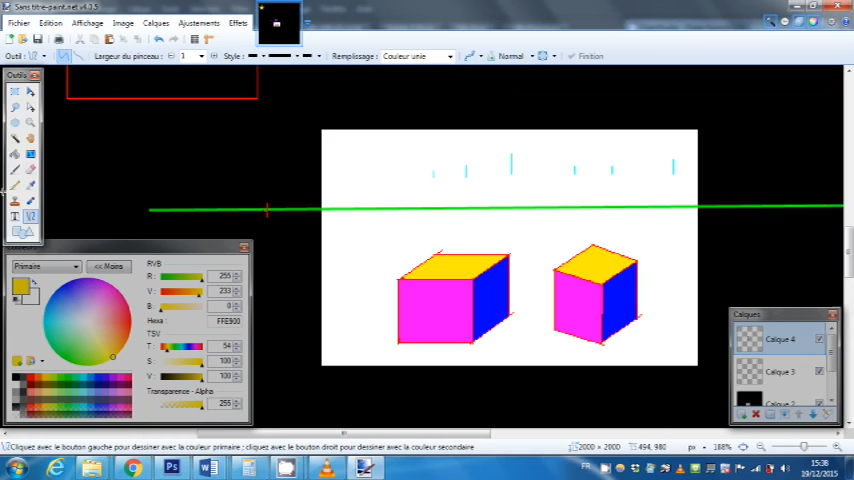 Sans titre-paint.net v4.3.5
Fichier Edition Affichage Image Calques Ajustements Effets
Outil : Largeur du pinceau : 1 Style : Remplissage : Couleur unie Normal Finition
Outils
Primaire << Moins
RVB
R : 255
V : 233
B : 0
Hexa : FFE900
TSV
T : 54
S : 100
V : 100
Transparence - Alpha
255
Calques
Calque 4
Calque 3
Calque 2
Cliquez avec le bouton gauche pour dessiner avec la couleur primaire ; cliquez avec le bouton droit pour dessiner avec la couleur secondaire 2000 × 2000 494, 980 px 188%
FR 15:38
19/12/2015